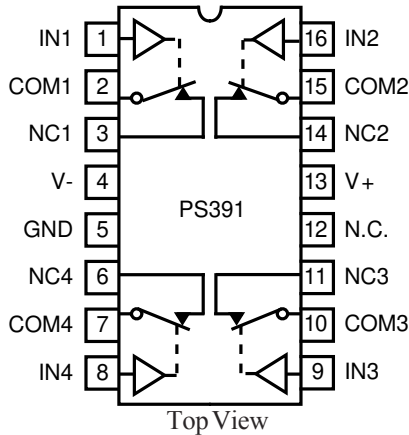 IN1 1 16 IN2
COM1 2 15 COM2
NC1 3 14 NC2
V- 4 13 V+
PS391
GND 5 12 N.C.
NC4 6 11 NC3
COM4 7 10 COM3
IN4 8 9 IN3
Top View